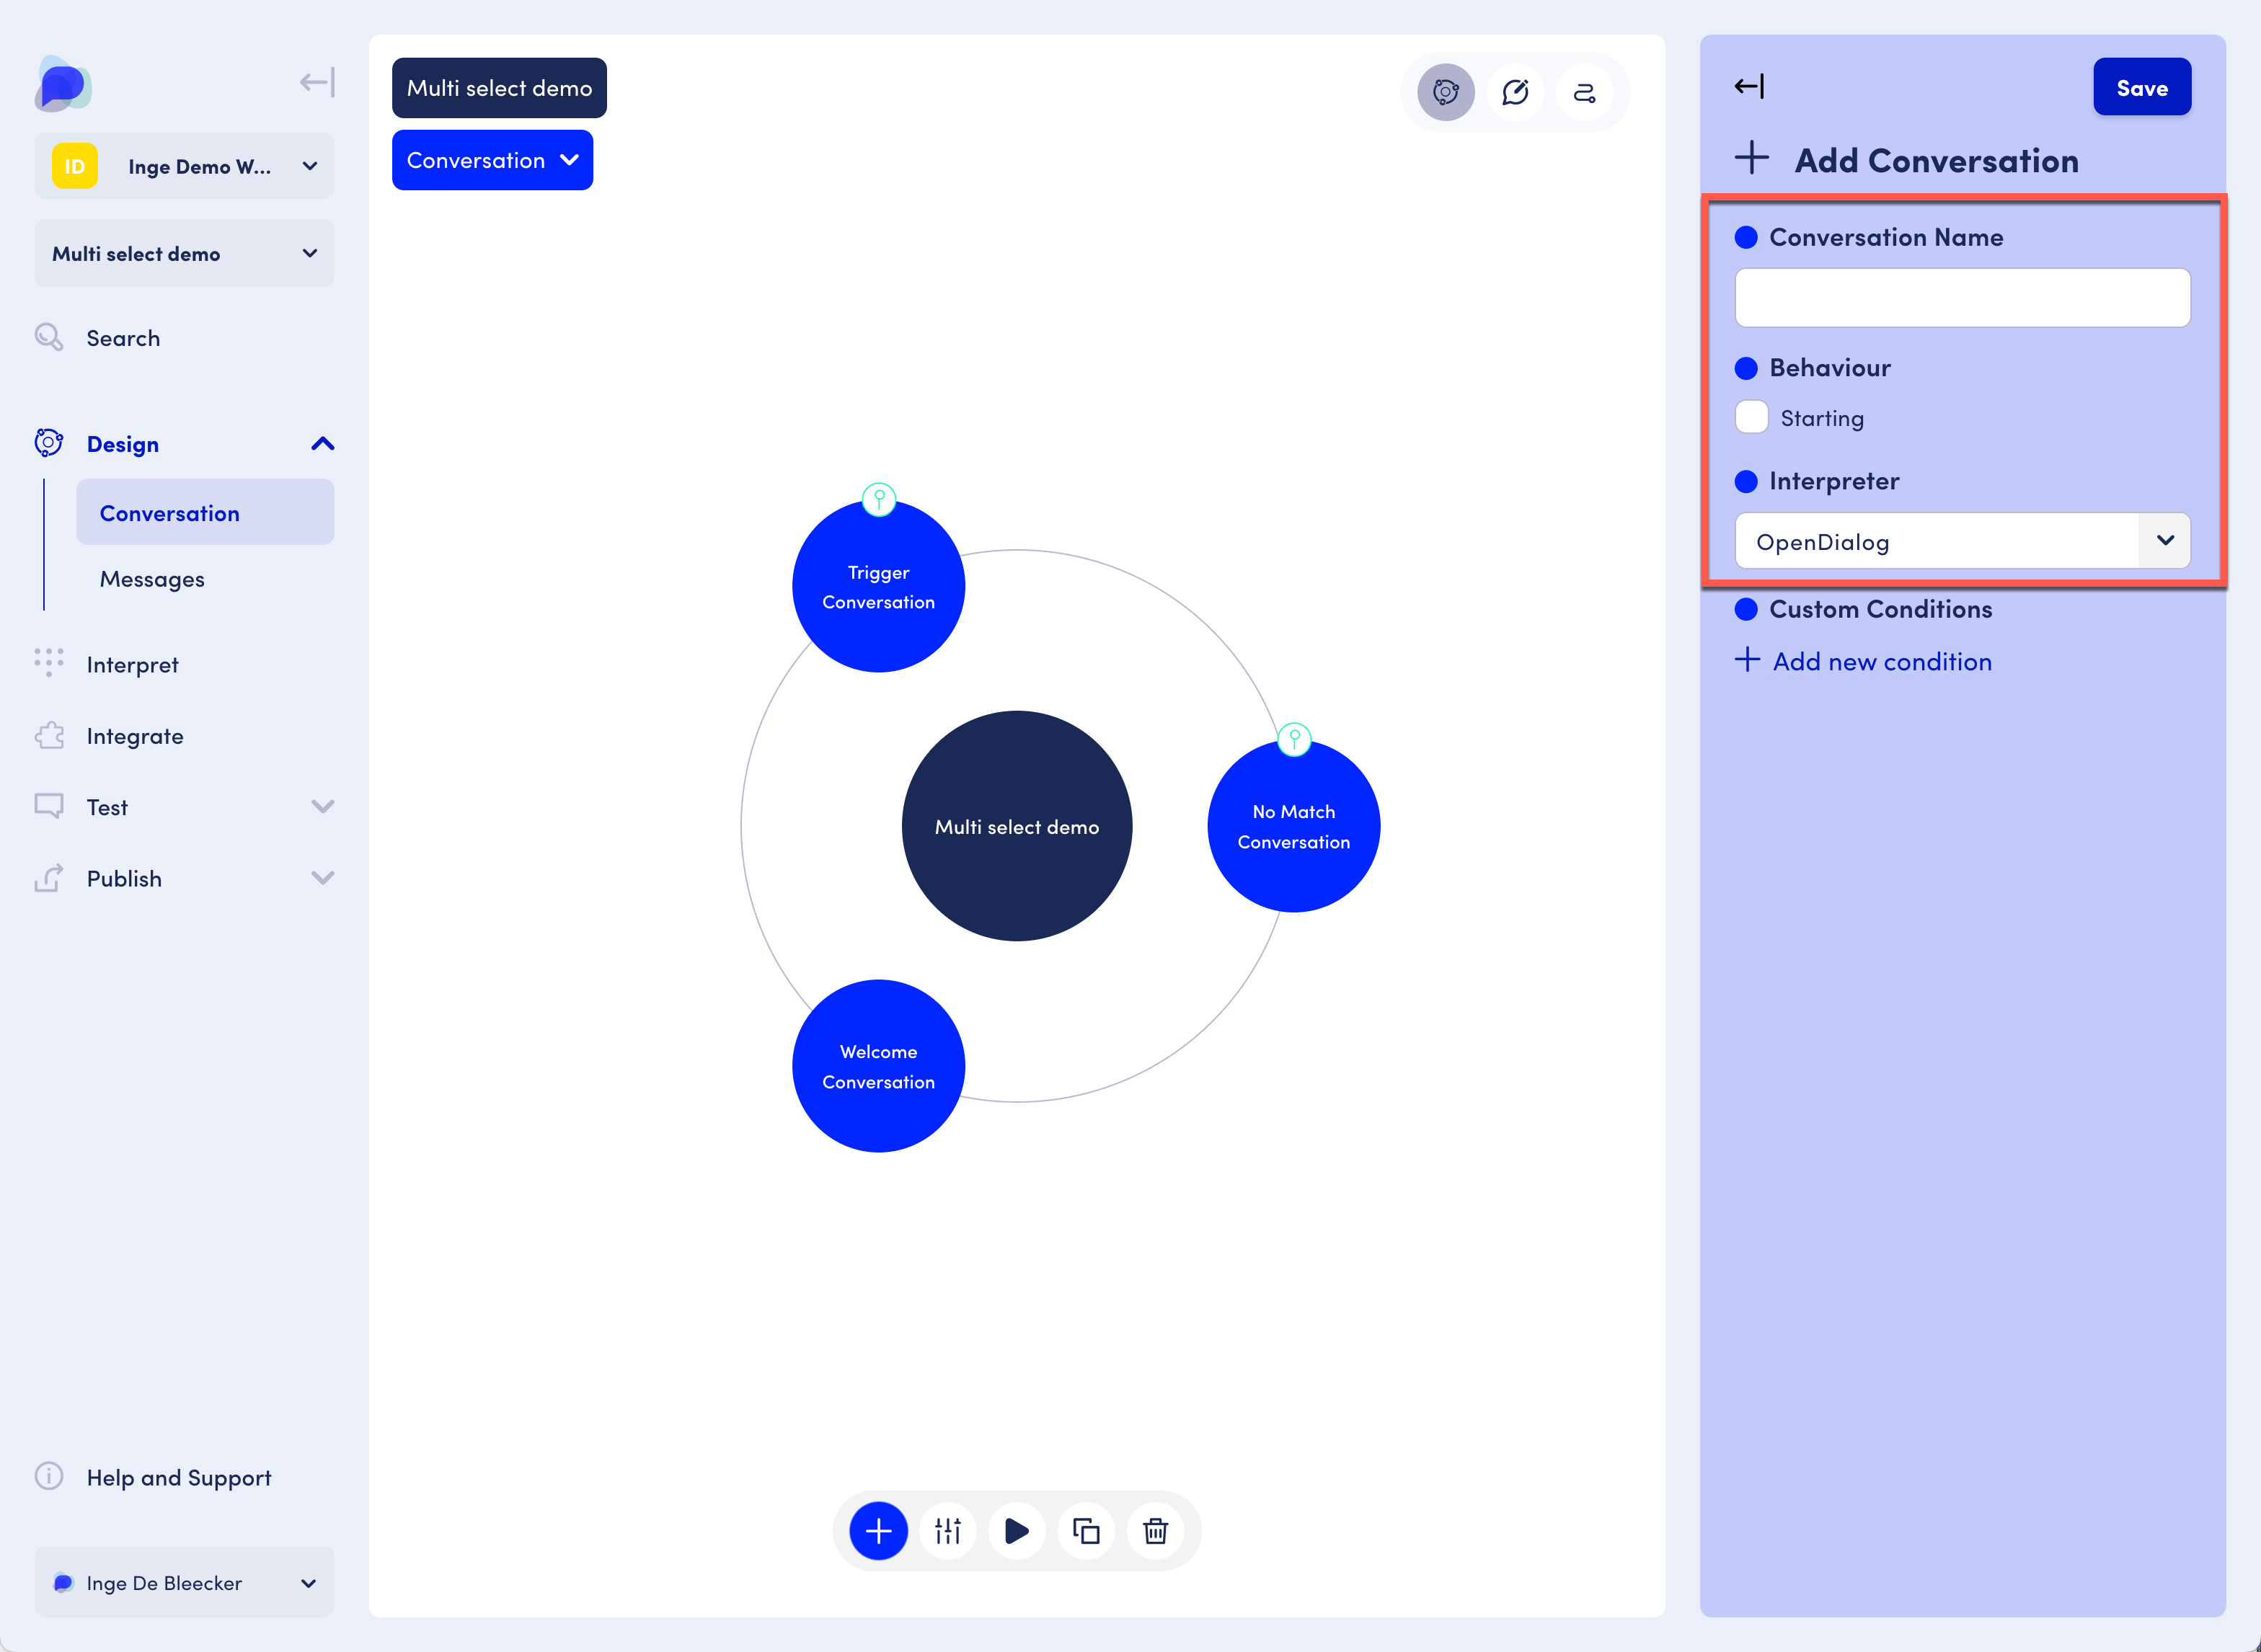 ID
Inge Demo W...
Multi select demo
Search
Design
Conversation
Messages
Interpret
Integrate
Test
Publish
Help and Support
Inge De Bleecker
Multi select demo
Conversation
Trigger
Conversation
Multi select demo
No Match
Conversation
Welcome
Conversation
Save
Add Conversation
Conversation Name
Behaviour
Starting
Interpreter
OpenDialog
Custom Conditions
Add new condition